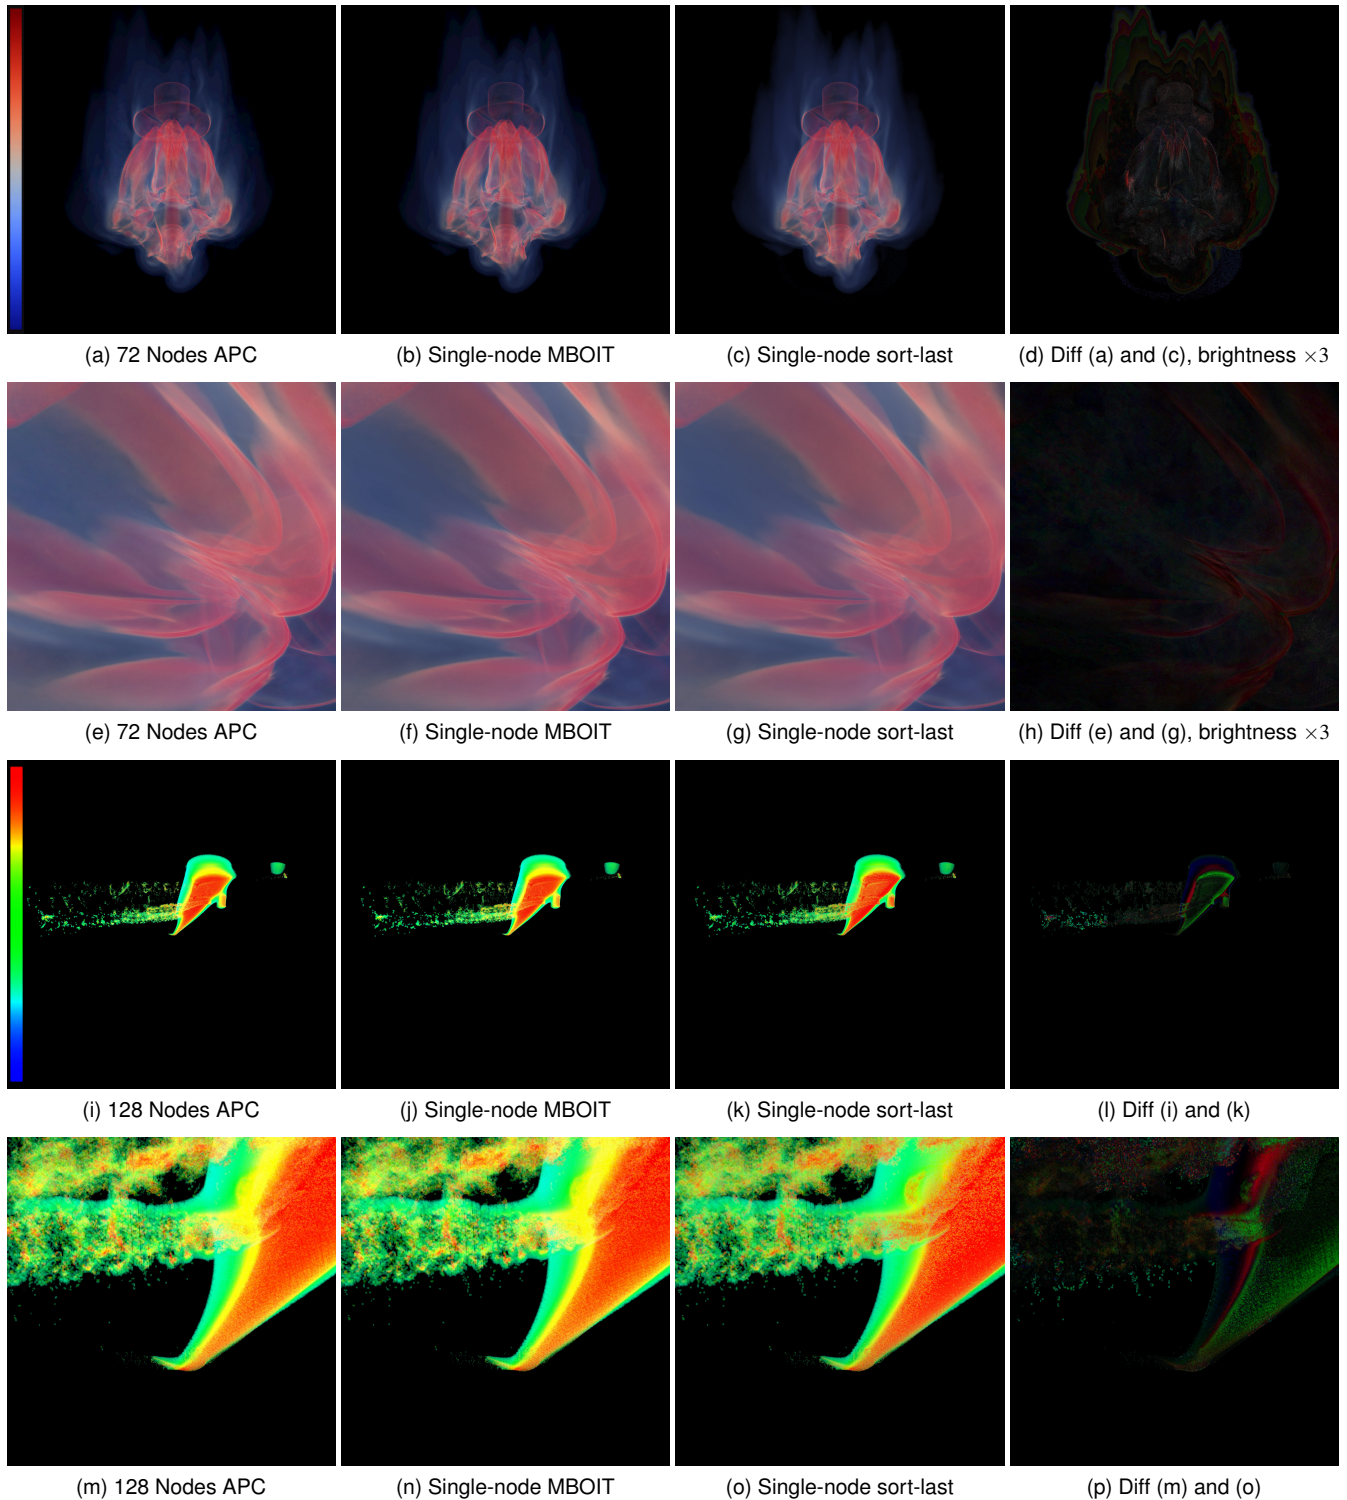 (a) 72 Nodes APC
(b) Single-node MBOIT
(c) Single-node sort-last
(d) Diff (a) and (c), brightness ×3
(e) 72 Nodes APC
(f) Single-node MBOIT
(g) Single-node sort-last
(h) Diff (e) and (g), brightness ×3
(i) 128 Nodes APC
(j) Single-node MBOIT
(k) Single-node sort-last
(l) Diff (i) and (k)
(m) 128 Nodes APC
(n) Single-node MBOIT
(o) Single-node sort-last
(p) Diff (m) and (o)